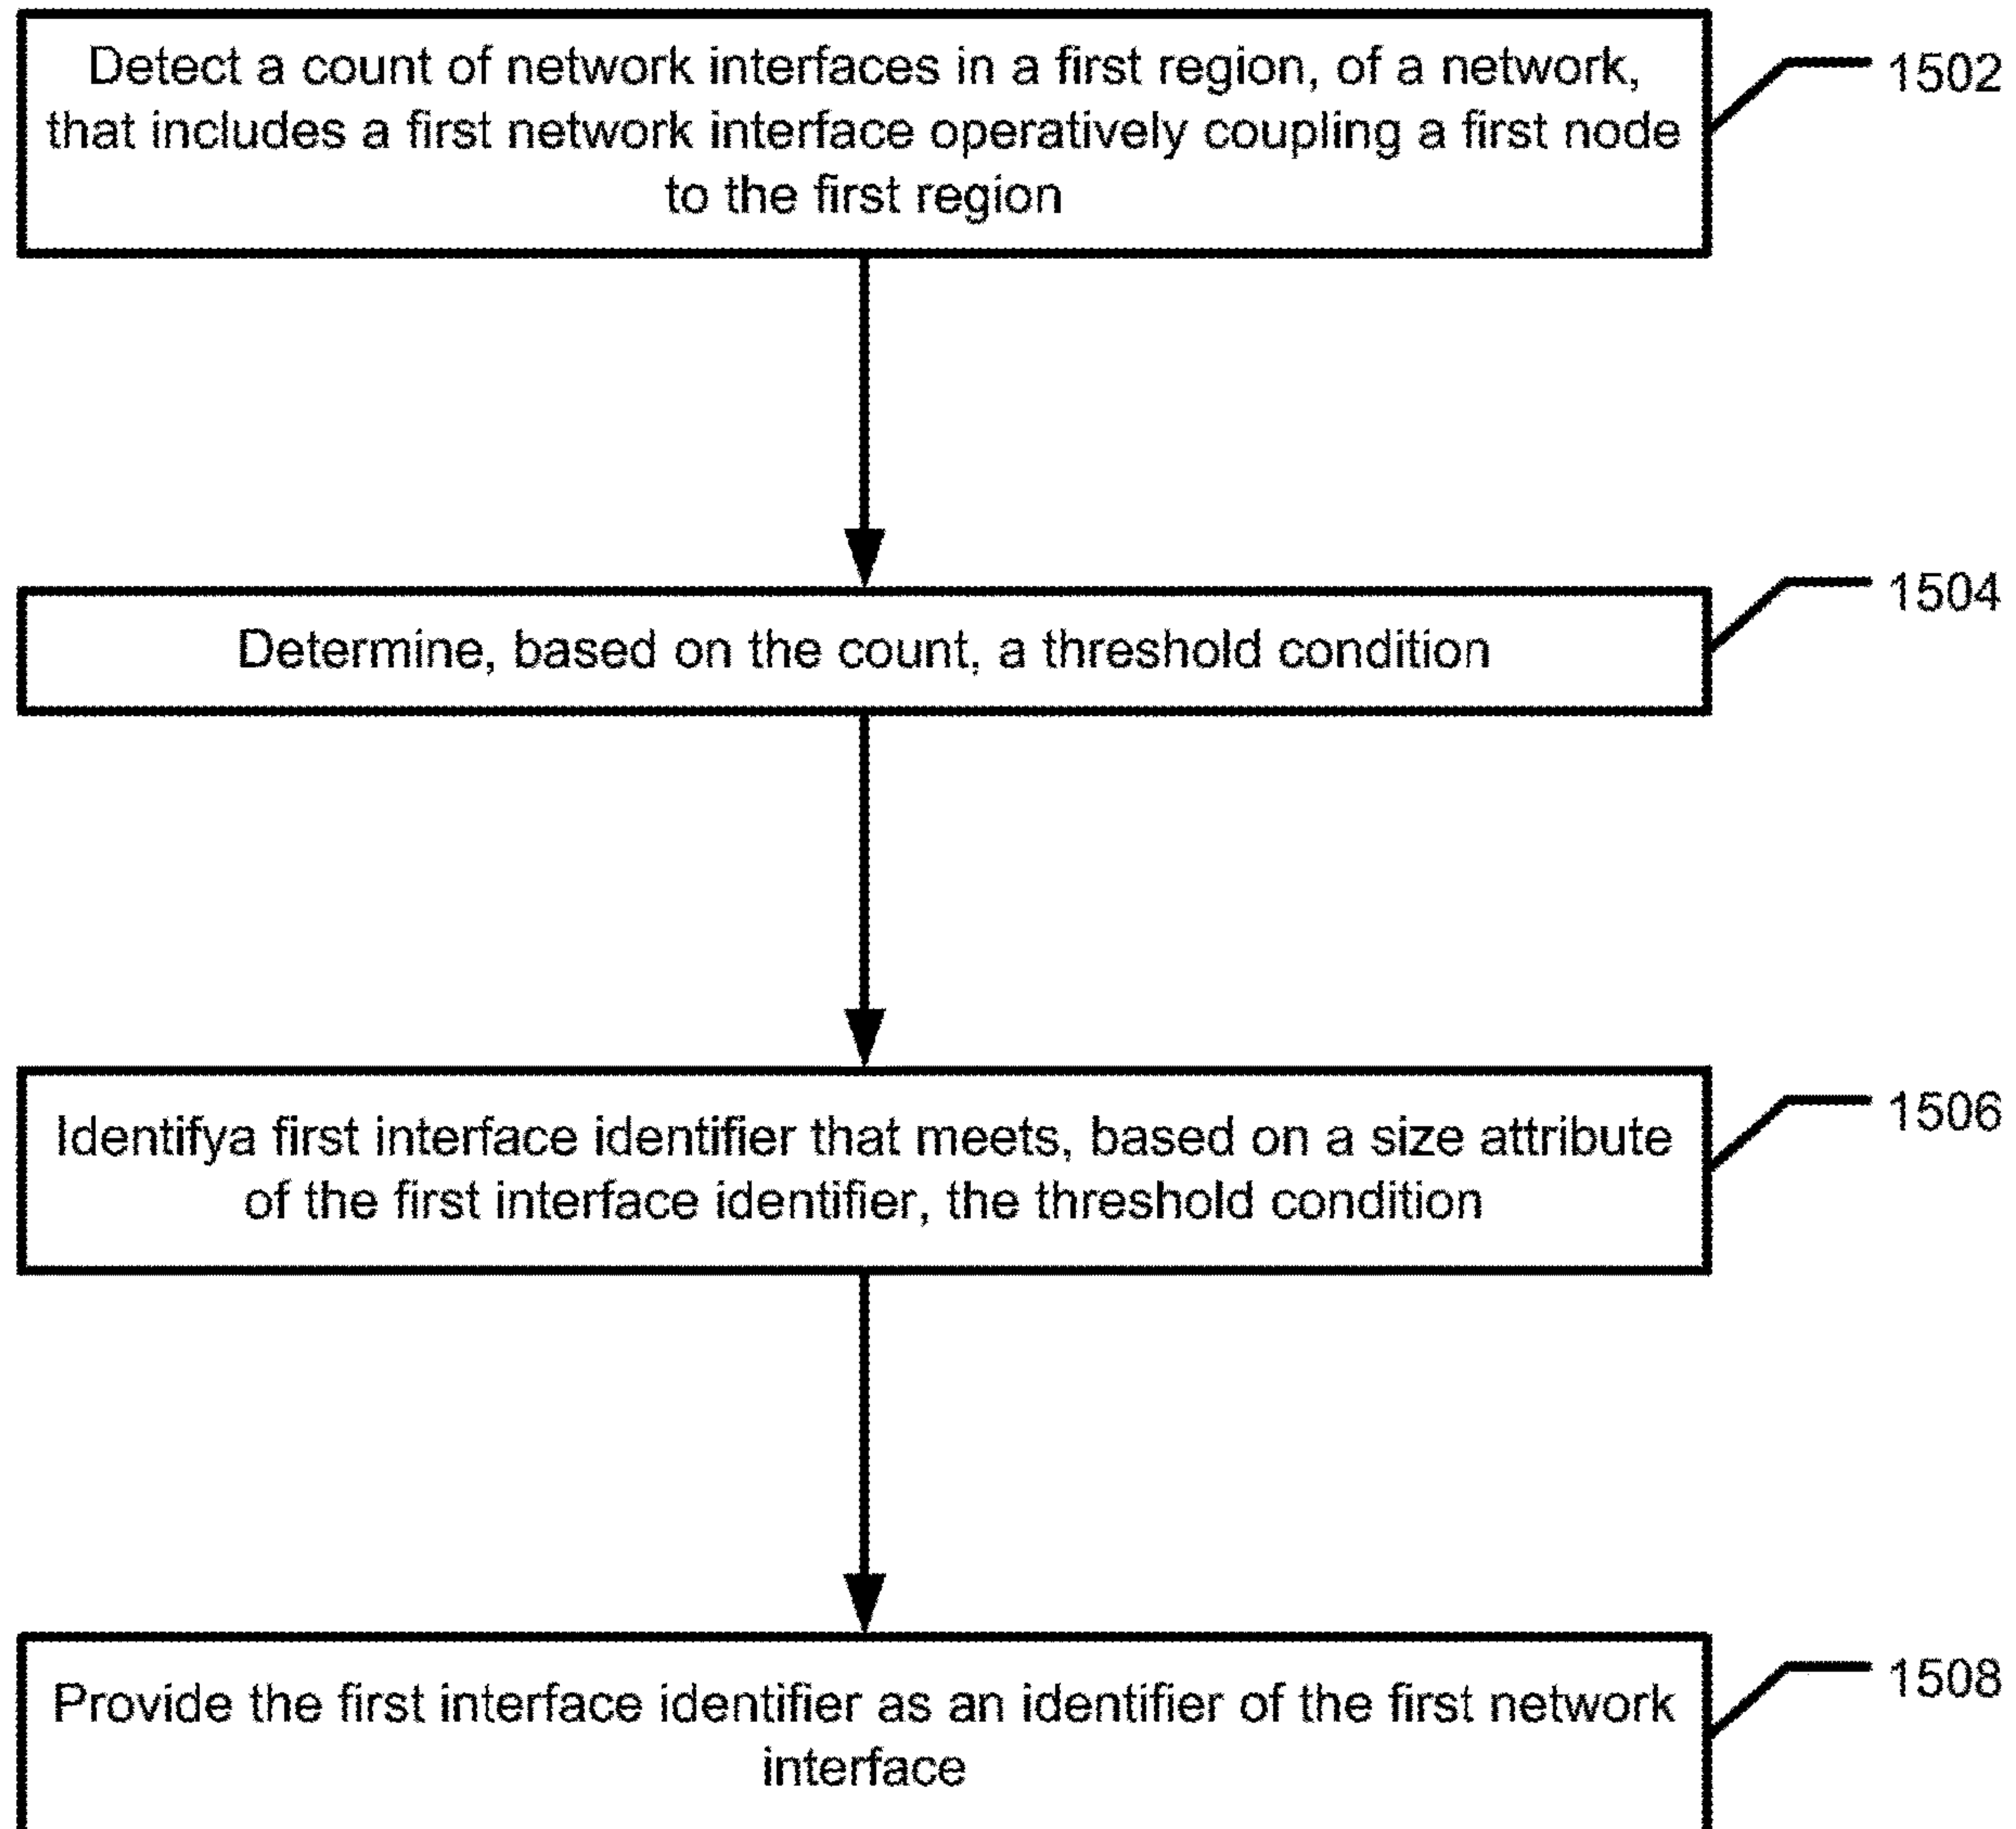 Detect a count of network interfaces in a first region, of a network,
that includes a first network interface operatively coupling a first node
to the first region
1502
Determine, based on the count, a threshold condition
1504
Identifya first interface identifier that meets, based on a size attribute
of the first interface identifier, the threshold condition
1506
Provide the first interface identifier as an identifier of the first network
interface
1508